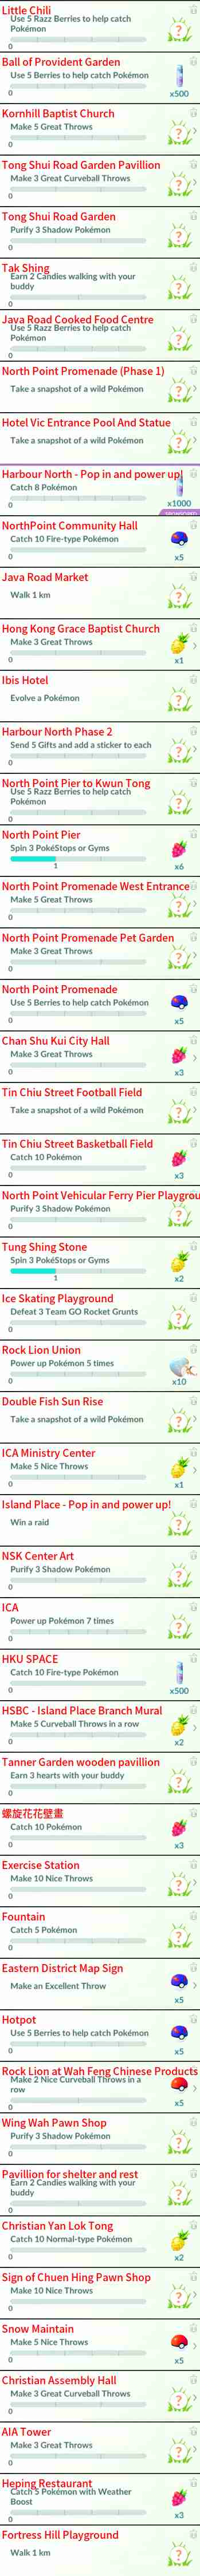 Little Chili
Use 5 Razz Berries to help catch
Pokémon
?
0
Ball of Provident Garden
Use 5 Berries to help catch Pokémon
0
x500
Kornhill Baptist Church
Make 5 Great Throws
?
0
Tong Shui Road Garden Pavillion
Make 3 Great Curveball Throws
?
0
Tong Shui Road Garden
Purify 3 Shadow Pokémon
?
0
Tak Shing
Earn 2 Candies walking with your
buddy
?
0
Java Road Cooked Food Centre
Use 5 Razz Berries to help catch
Pokémon
?
0
North Point Promenade (Phase 1)
Take a snapshot of a wild Pokémon
?
Hotel Vic Entrance Pool And Statue
Take a snapshot of a wild Pokémon
?
Harbour North - Pop in and power up!
Catch 8 Pokémon
0
x1000
SPONSORED
NorthPoint Community Hall
Catch 10 Fire-type Pokémon
0
x5
Java Road Market
Walk 1 km
?
Hong Kong Grace Baptist Church
Make 3 Great Throws
0
x1
Ibis Hotel
Evolve a Pokémon
?
Harbour North Phase 2
Send 5 Gifts and add a sticker to each
?
0
North Point Pier to Kwun Tong
Use 5 Razz Berries to help catch
Pokémon
?
0
North Point Pier
Spin 3 PokéStops or Gyms
1
x6
North Point Promenade West Entrance
Make 5 Great Throws
?
0
North Point Promenade Pet Garden
Make 3 Great Throws
?
0
North Point Promenade
Use 5 Berries to help catch Pokémon
0
x5
Chan Shu Kui City Hall
Make 3 Great Throws
0
x3
Tin Chiu Street Football Field
Take a snapshot of a wild Pokémon
?
Tin Chiu Street Basketball Field
Catch 10 Pokémon
0
x3
North Point Vehicular Ferry Pier Playgrou
Purify 3 Shadow Pokémon
?
0
Tung Shing Stone
Spin 3 PokéStops or Gyms
1
x2
Ice Skating Playground
Defeat 3 Team GO Rocket Grunts
?
0
Rock Lion Union
Power up Pokémon 5 times
0
x10
Double Fish Sun Rise
Take a snapshot of a wild Pokémon
?
ICA Ministry Center
Make 5 Nice Throws
0
x1
Island Place - Pop in and power up!
Win a raid
?
NSK Center Art
Purify 3 Shadow Pokémon
?
0
ICA
Power up Pokémon 7 times
?
0
HKU SPACE
Catch 10 Fire-type Pokémon
0
x500
HSBC - Island Place Branch Mural
Make 5 Curveball Throws in a row
0
x2
Tanner Garden wooden pavillion
Earn 3 hearts with your buddy
?
0
螺旋花花壁畫
Catch 10 Pokémon
0
x3
Exercise Station
Make 10 Nice Throws
?
0
Fountain
Catch 5 Pokémon
?
0
Eastern District Map Sign
Make an Excellent Throw
x5
Hotpot
Use 5 Berries to help catch Pokémon
0
x5
Rock Lion at Wah Feng Chinese Products
Make 2 Nice Curveball Throws in a
row
0
x5
Wing Wah Pawn Shop
Purify 3 Shadow Pokémon
?
0
Pavillion for shelter and rest
Earn 2 Candies walking with your
buddy
?
0
Christian Yan Lok Tong
Catch 10 Normal-type Pokémon
0
x2
Sign of Chuen Hing Pawn Shop
Make 10 Nice Throws
?
0
Snow Maintain
Make 5 Nice Throws
0
x5
Christian Assembly Hall
Make 3 Great Curveball Throws
?
0
AIA Tower
Make 3 Great Throws
?
0
Heping Restaurant
Catch 5 Pokémon with Weather
Boost
0
x3
Fortress Hill Playground
Walk 1 km
?